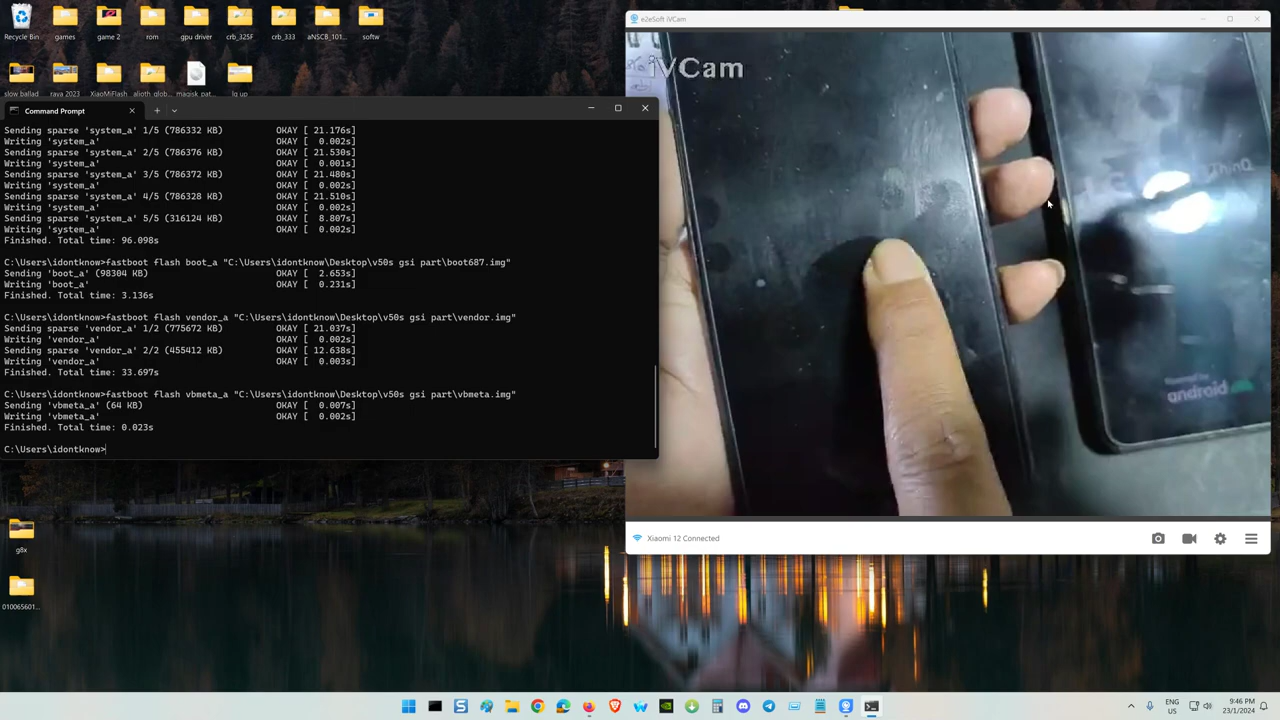 Recycle Bin
games
game 2
rom
gpu driver
crb_325F
crb_333
aNSCB_101...
softw
slow ballad
raya 2023
XiaoMiFlash
alioth_glob...
magisk_pat...
lg up
Command Prompt
Sending sparse 'system_a' 1/5 (786332 KB) OKAY [ 21.176s]
Writing 'system_a' OKAY [ 0.002s]
Sending sparse 'system_a' 2/5 (786376 KB) OKAY [ 21.530s]
Writing 'system_a' OKAY [ 0.001s]
Sending sparse 'system_a' 3/5 (786372 KB) OKAY [ 21.480s]
Writing 'system_a' OKAY [ 0.002s]
Sending sparse 'system_a' 4/5 (786328 KB) OKAY [ 21.510s]
Writing 'system_a' OKAY [ 0.002s]
Sending sparse 'system_a' 5/5 (316124 KB) OKAY [ 8.807s]
Writing 'system_a' OKAY [ 0.002s]
Finished. Total time: 96.098s
C:\Users\idontknow>fastboot flash boot_a "C:\Users\idontknow\Desktop\v50s gsi part\boot687.img"
Sending 'boot_a' (98304 KB) OKAY [ 2.653s]
Writing 'boot_a' OKAY [ 0.231s]
Finished. Total time: 3.136s
C:\Users\idontknow>fastboot flash vendor_a "C:\Users\idontknow\Desktop\v50s gsi part\vendor.img"
Sending sparse 'vendor_a' 1/2 (775672 KB) OKAY [ 21.037s]
Writing 'vendor_a' OKAY [ 0.002s]
Sending sparse 'vendor_a' 2/2 (455412 KB) OKAY [ 12.638s]
Writing 'vendor_a' OKAY [ 0.003s]
Finished. Total time: 33.697s
C:\Users\idontknow>fastboot flash vbmeta_a "C:\Users\idontknow\Desktop\v50s gsi part\vbmeta.img"
Sending 'vbmeta_a' (64 KB) OKAY [ 0.007s]
Writing 'vbmeta_a' OKAY [ 0.002s]
Finished. Total time: 0.023s
C:\Users\idontknow>
e2eSoft iVCam
iVCam
ThinQ
Powered by
android
Xiaomi 12 Connected
g8x
010065601...
ENG
US
9:46 PM
23/1/2024